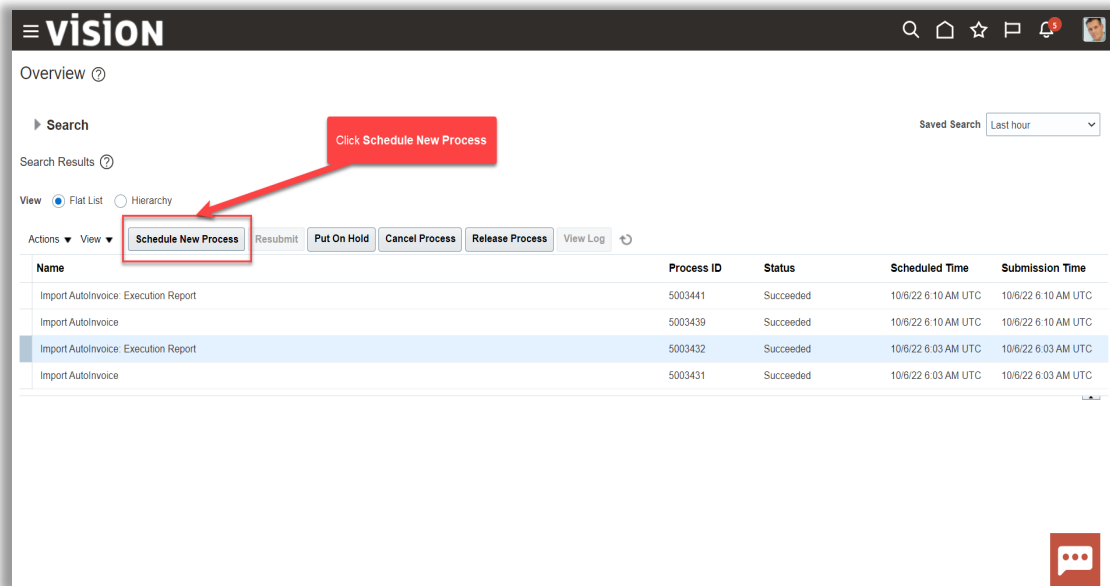 vision
5
Overview ?
Search
Saved Search Last hour
Click Schedule New Process
Search Results ?
View Flat List Hierarchy
Actions View Schedule New Process Resubmit Put On Hold Cancel Process Release Process View Log
Name Process ID Status Scheduled Time Submission Time
Import AutoInvoice: Execution Report 5003441 Succeeded 10/6/22 6:10 AM UTC 10/6/22 6:10 AM UTC
Import AutoInvoice 5003439 Succeeded 10/6/22 6:10 AM UTC 10/6/22 6:10 AM UTC
Import AutoInvoice: Execution Report 5003432 Succeeded 10/6/22 6:03 AM UTC 10/6/22 6:03 AM UTC
Import AutoInvoice 5003431 Succeeded 10/6/22 6:03 AM UTC 10/6/22 6:03 AM UTC